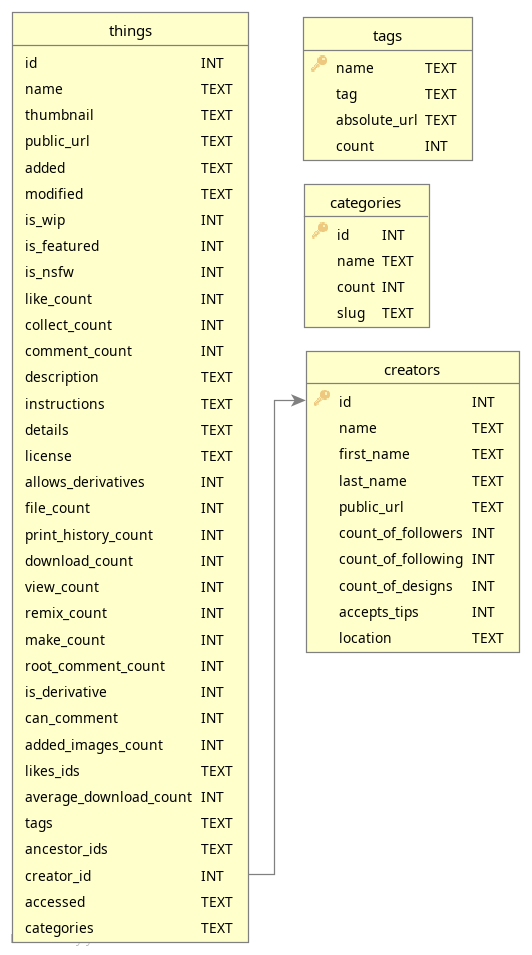 things
id INT
name TEXT
thumbnail TEXT
public_url TEXT
added TEXT
modified TEXT
is_wip INT
is_featured INT
is_nsfw INT
like_count INT
collect_count INT
comment_count INT
description TEXT
instructions TEXT
details TEXT
license TEXT
allows_derivatives INT
file_count INT
print_history_count INT
download_count INT
view_count INT
remix_count INT
make_count INT
root_comment_count INT
is_derivative INT
can_comment INT
added_images_count INT
likes_ids TEXT
average_download_count INT
tags TEXT
ancestor_ids TEXT
creator_id INT
accessed TEXT
categories TEXT
tags
name TEXT
tag TEXT
absolute_url TEXT
count INT
categories
id INT
name TEXT
count INT
slug TEXT
creators
id INT
name TEXT
first_name TEXT
last_name TEXT
public_url TEXT
count_of_followers INT
count_of_following INT
count_of_designs INT
accepts_tips INT
location TEXT